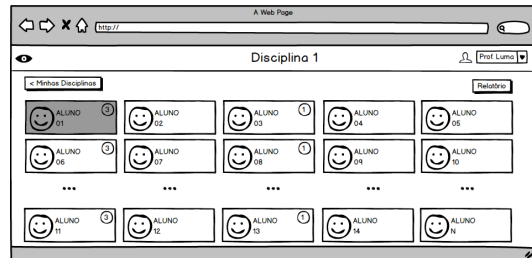 A Web Page
http://
Disciplina 1
Prof. Luma
< Minhas Disciplinas
Relatório
ALUNO 3 ALUNO ALUNO 1 ALUNO ALUNO
01 02 03 04 05
ALUNO 3 ALUNO ALUNO 1 ALUNO ALUNO
06 07 08 09 10
... ... ... ... ...
ALUNO 3 ALUNO ALUNO 1 ALUNO ALUNO
11 12 13 14 N